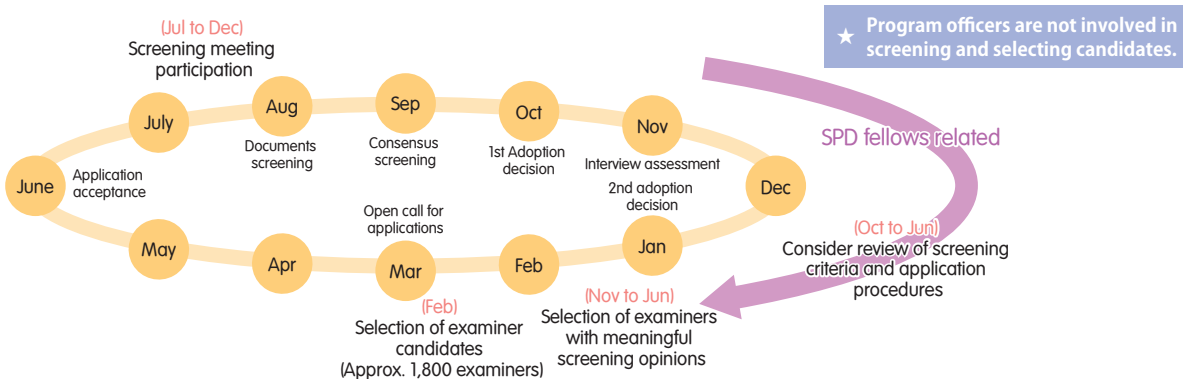 (Jul to Dec)
Screening meeting
participation
★ Program officers are not involved in
screening and selecting candidates.
July
Aug
Sep
Oct
Nov
Documents
screening
Consensus
screening
1st Adoption
decision
Interview assessment
SPD fellows related
June
Application
acceptance
2nd adoption
decision
Dec
Open call for
applications
May
Apr
Mar
Feb
Jan
(Oct to Jun)
Consider review of screening
criteria and application
procedures
(Feb)
Selection of examiner
candidates
(Approx. 1,800 examiners)
(Nov to Jun)
Selection of examiners
with meaningful
screening opinions